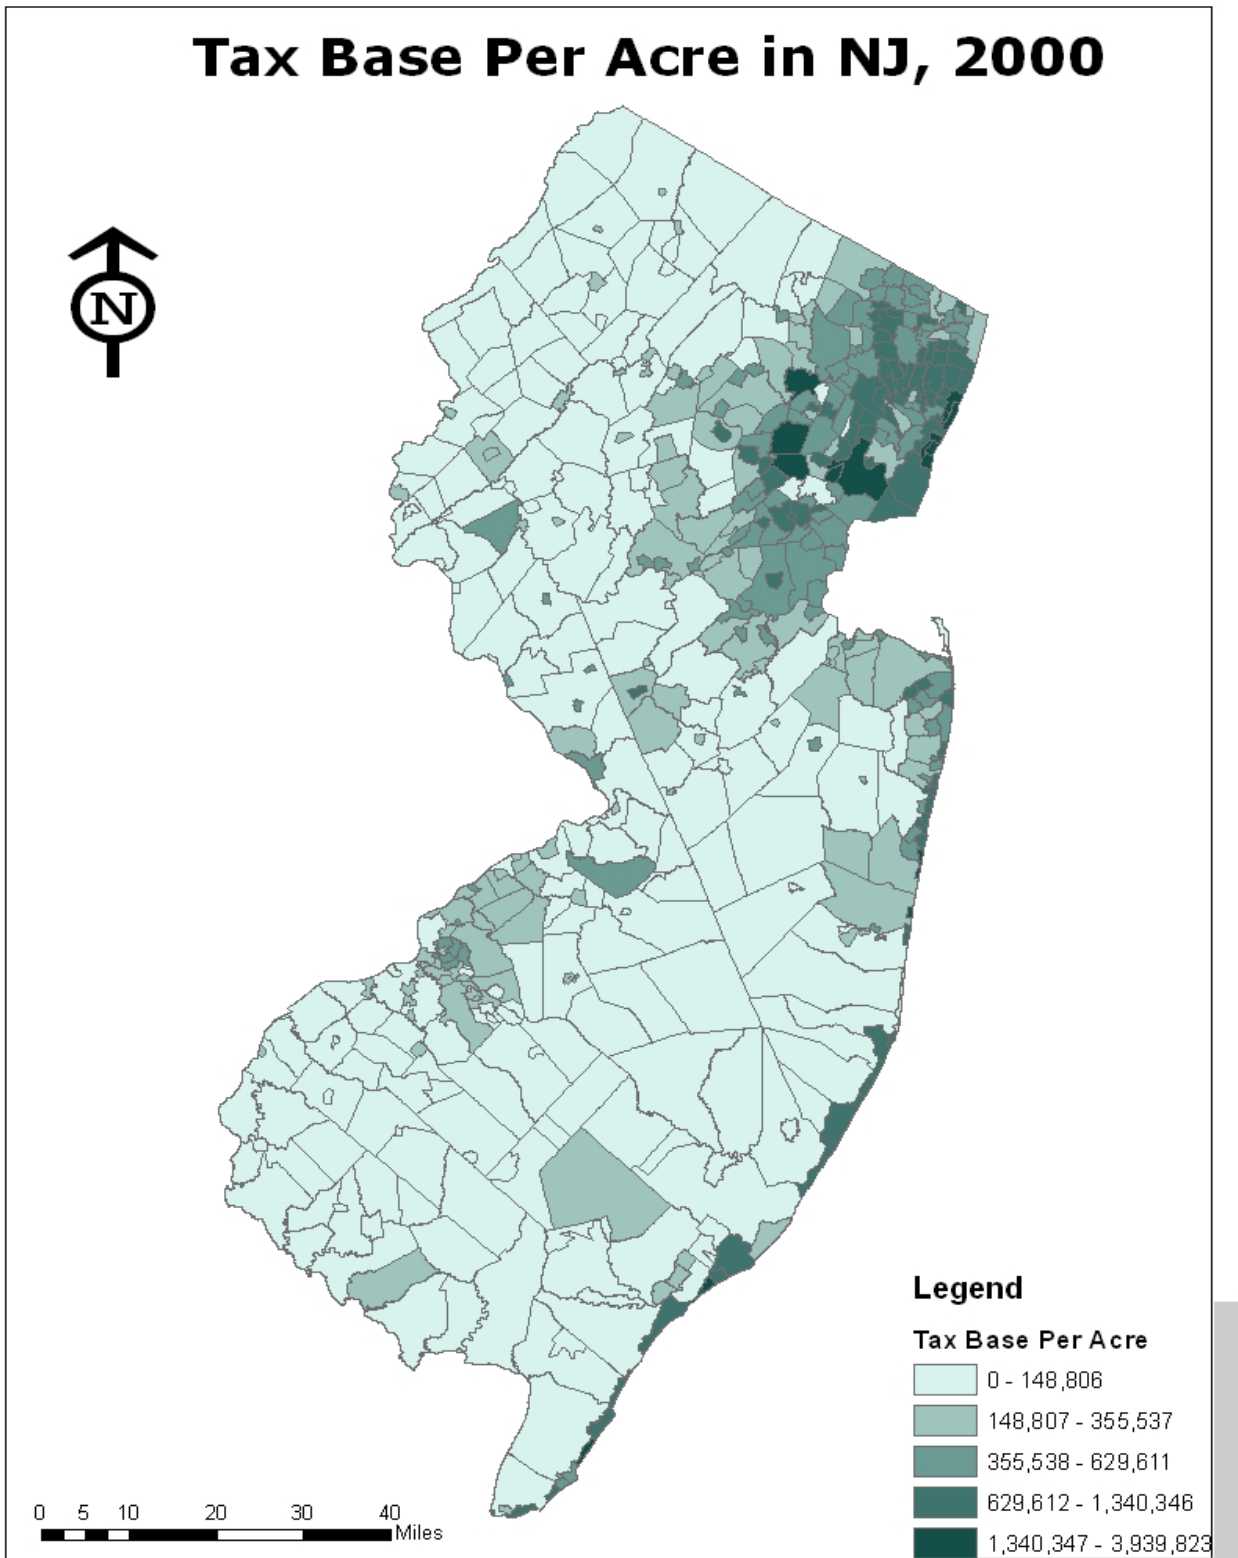 Tax Base Per Acre in NJ, 2000
N
Legend
Tax Base Per Acre
0 - 148,806
148,807 - 355,537
355,538 - 629,611
629,612 - 1,340,346
1,340,347 - 3,939,823
0 5 10 20 30 40
Miles